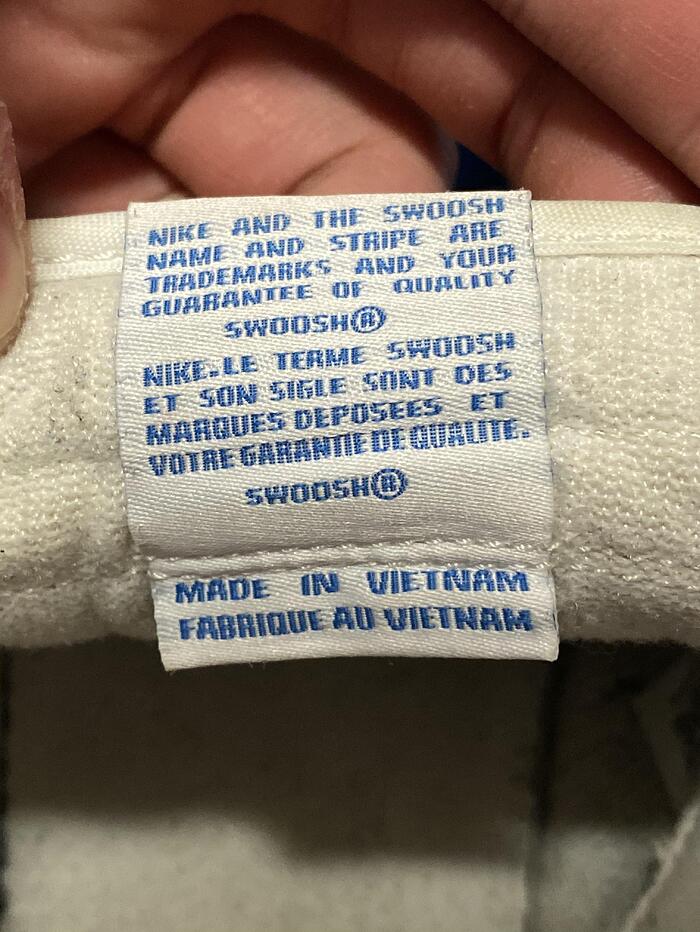 NIKE AND THE SWOOSH
NAME AND STRIPE ARE
TRADEMARKS AND YOUR
GUARANTEE OF QUALITY
SWOOSH®
NIKE.LE TERME SWOOSH
ET SON SIGLE SONT DES
MARQUES DEPOSEES ET
VOTRE GARANTIE DE QUALITE.
SWOOSH®
MADE IN VIETNAM
FABRIQUE AU VIETNAM